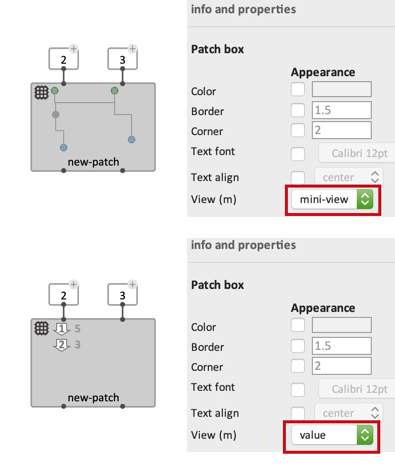 info and properties
Patch box
Appearance
Color
Border 1.5
Corner 2
Text font Calibri 12pt
Text align center
View (m) mini-view
2 3
new-patch
info and properties
Patch box
Appearance
Color
Border 1.5
Corner 2
Text font Calibri 12pt
Text align center
View (m) value
2 3
1 5
2 3
new-patch